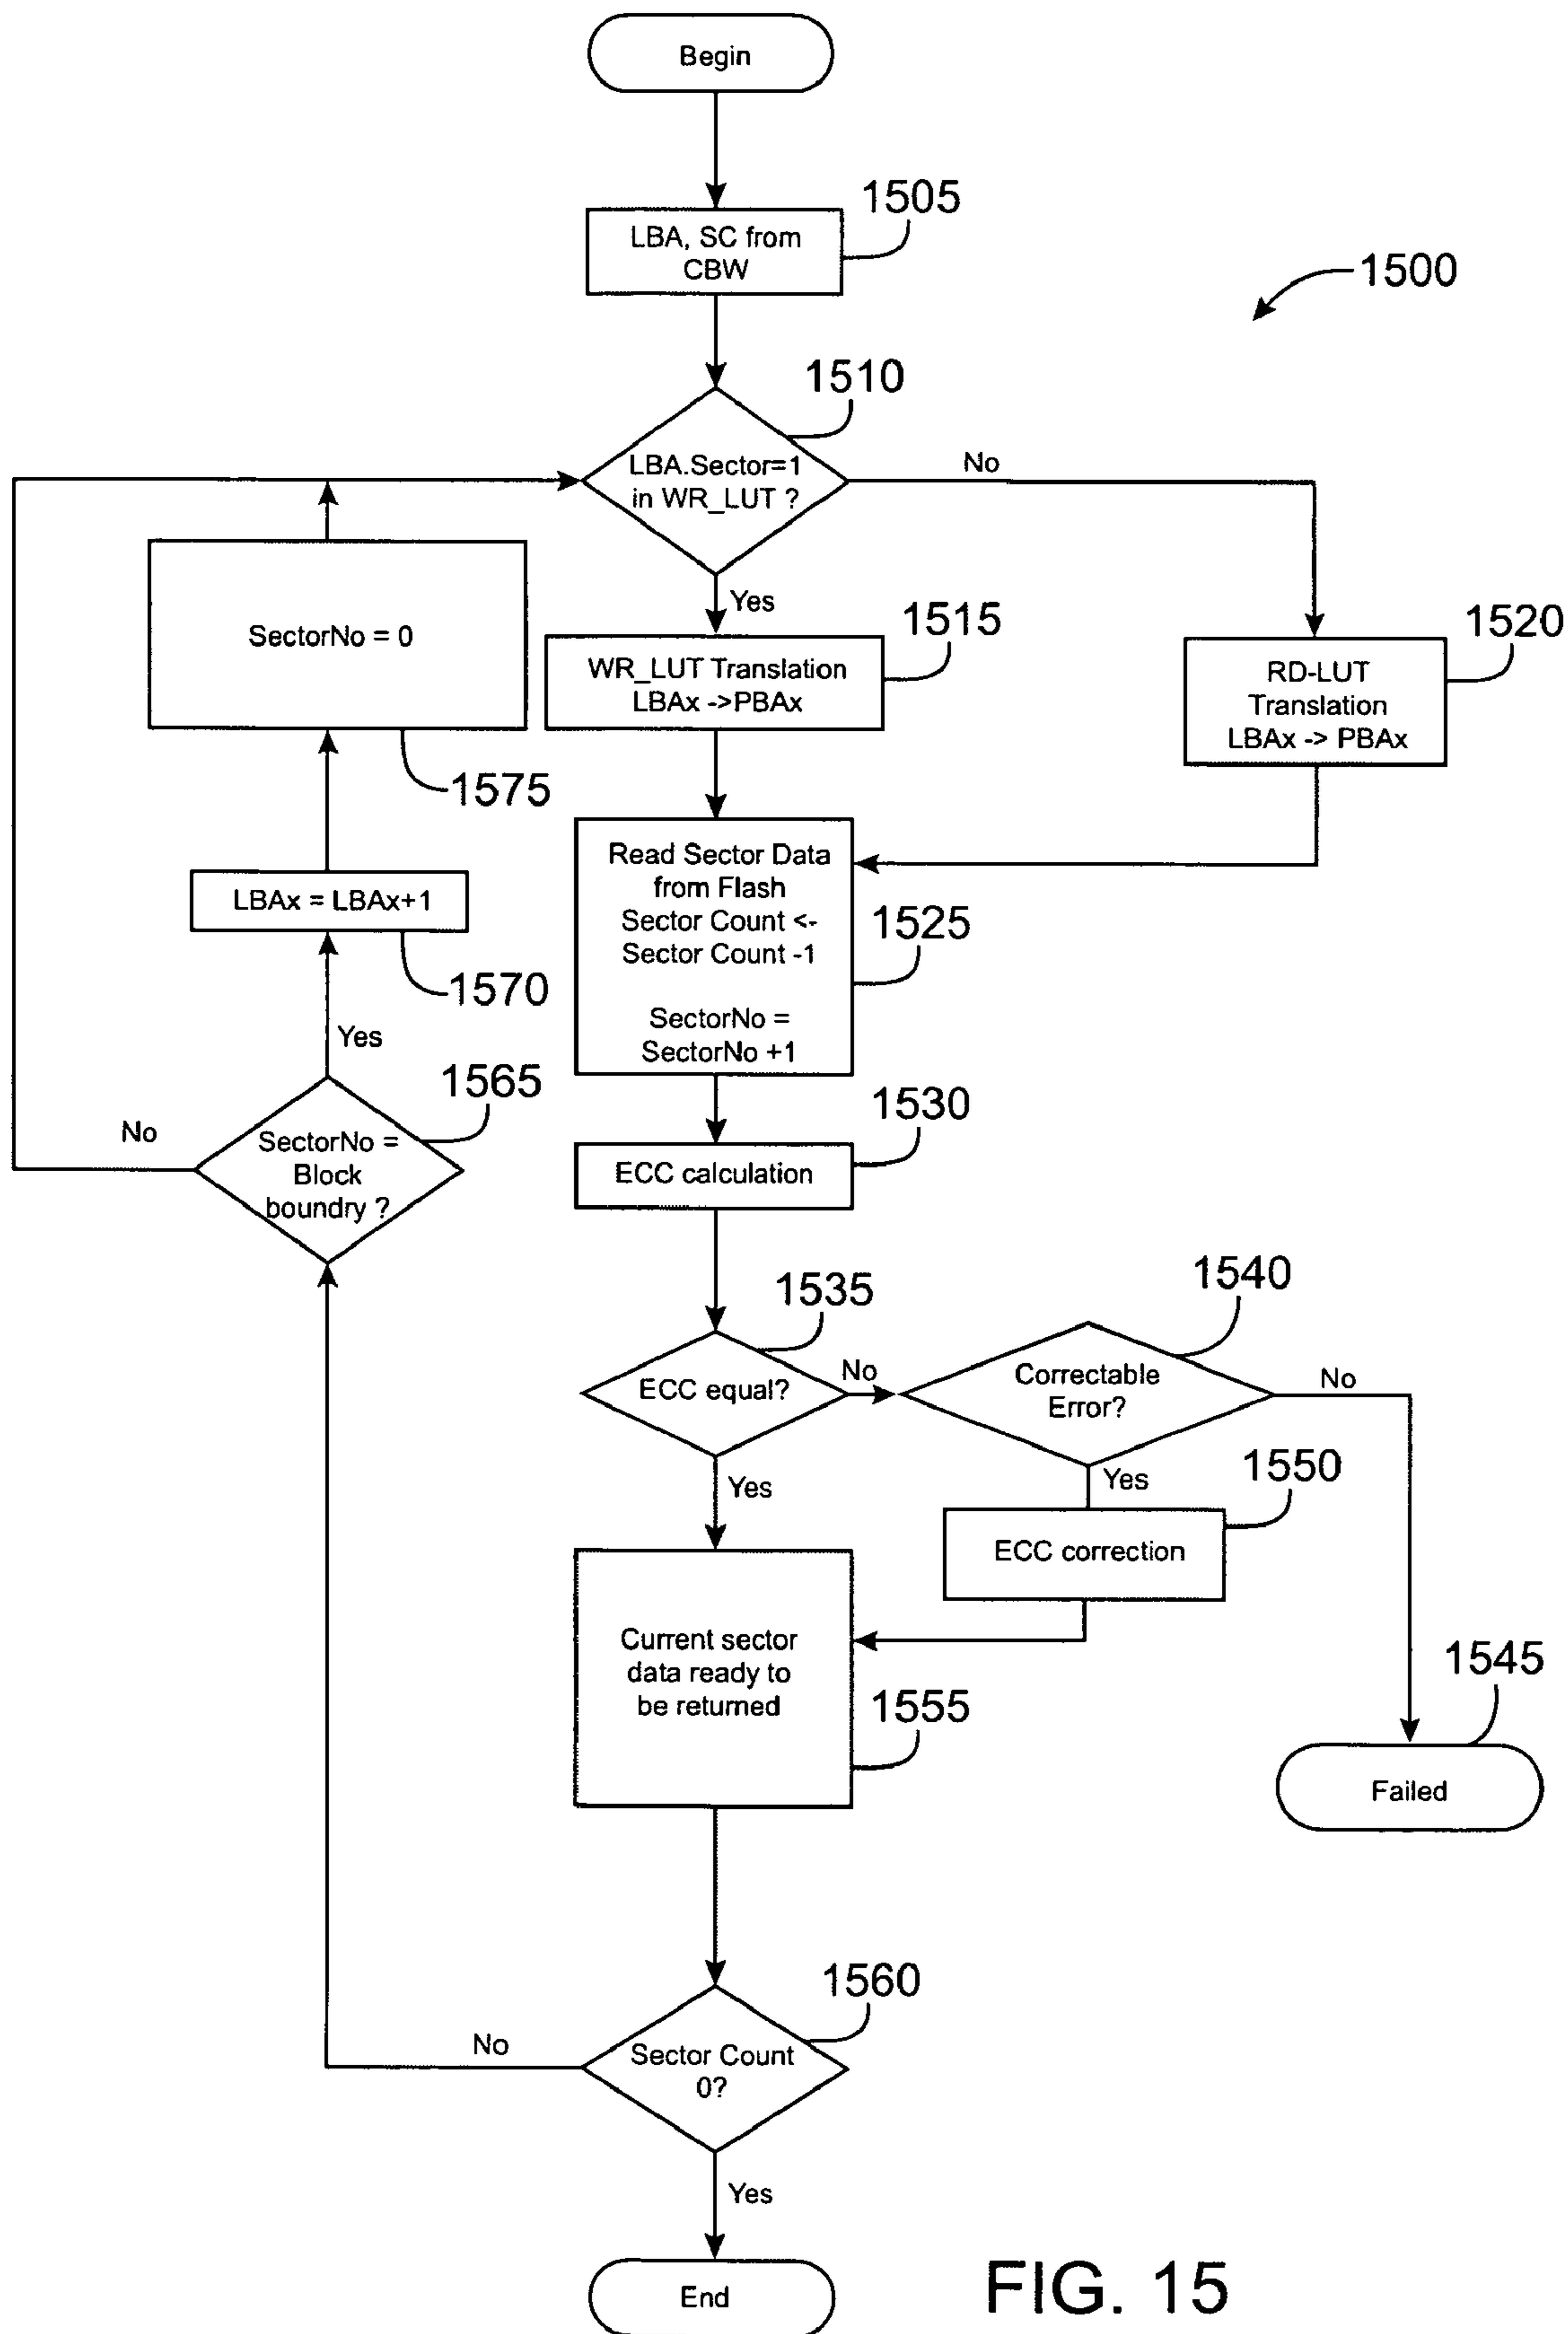 Begin
1505
LBA, SC from
CBW
1500
1510
LBA.Sector=1
in WR_LUT ?
No
Yes
SectorNo = 0
1575
WR_LUT Translation
LBAx ->PBAx
1515
RD-LUT
Translation
LBAx -> PBAx
1520
LBAx = LBAx+1
1570
Read Sector Data
from Flash
Sector Count <-
Sector Count -1
SectorNo =
SectorNo +1
1525
Yes
1565
No
SectorNo =
Block
boundry ?
1530
ECC calculation
1535
ECC equal?
No
1540
Correctable
Error?
No
Yes
Yes
1550
ECC correction
Current sector
data ready to
be returned
1555
1545
Failed
1560
No
Sector Count
0?
Yes
End
FIG. 15